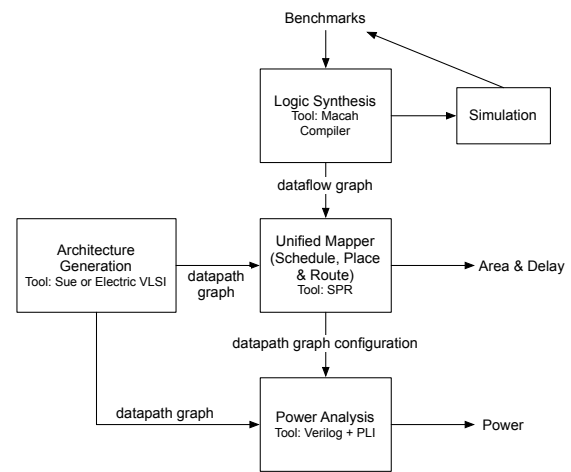 Benchmarks
Logic Synthesis
Tool: Macah
Compiler
Simulation
dataflow graph
Architecture
Generation
Tool: Sue or Electric VLSI
datapath
graph
Unified Mapper
(Schedule, Place
& Route)
Tool: SPR
Area & Delay
datapath graph configuration
datapath graph
Power Analysis
Tool: Verilog + PLI
Power